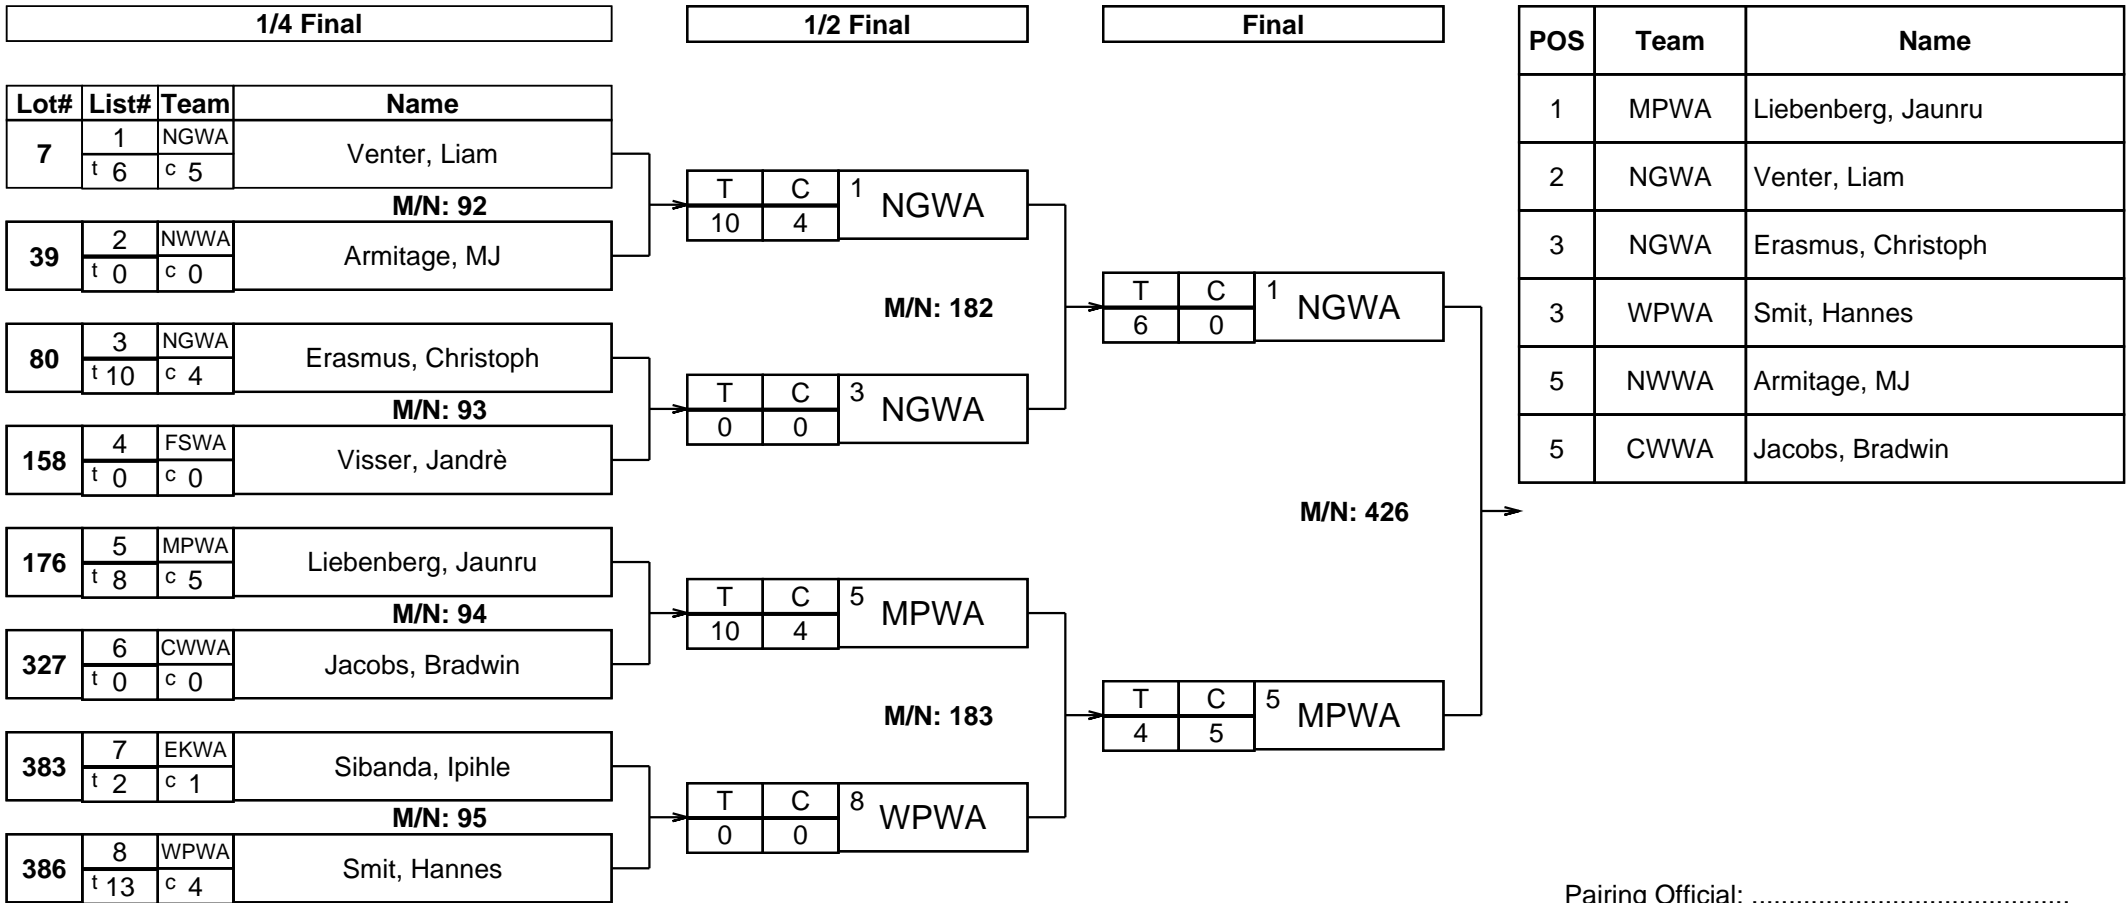 1/4 Final
1/2 Final
Final
Lot# List# Team Name
7 1 NGWA Venter, Liam
t 6 c 5
M/N: 92
39 2 NWWA Armitage, MJ
t 0 c 0
80 3 NGWA Erasmus, Christoph
t 10 c 4
M/N: 93
158 4 FSWA Visser, Jandrè
t 0 c 0
176 5 MPWA Liebenberg, Jaunru
t 8 c 5
M/N: 94
327 6 CWWA Jacobs, Bradwin
t 0 c 0
383 7 EKWA Sibanda, Ipihle
t 2 c 1
M/N: 95
386 8 WPWA Smit, Hannes
t 13 c 4
T C 1 NGWA
10 4
M/N: 182
T C 3 NGWA
0 0
T C 5 MPWA
10 4
M/N: 183
T C 8 WPWA
0 0
T C 1 NGWA
6 0
M/N: 426
T C 5 MPWA
4 5
POS Team Name
1 MPWA Liebenberg, Jaunru
2 NGWA Venter, Liam
3 NGWA Erasmus, Christoph
3 WPWA Smit, Hannes
5 NWWA Armitage, MJ
5 CWWA Jacobs, Bradwin
Pairing Official: ...........................................